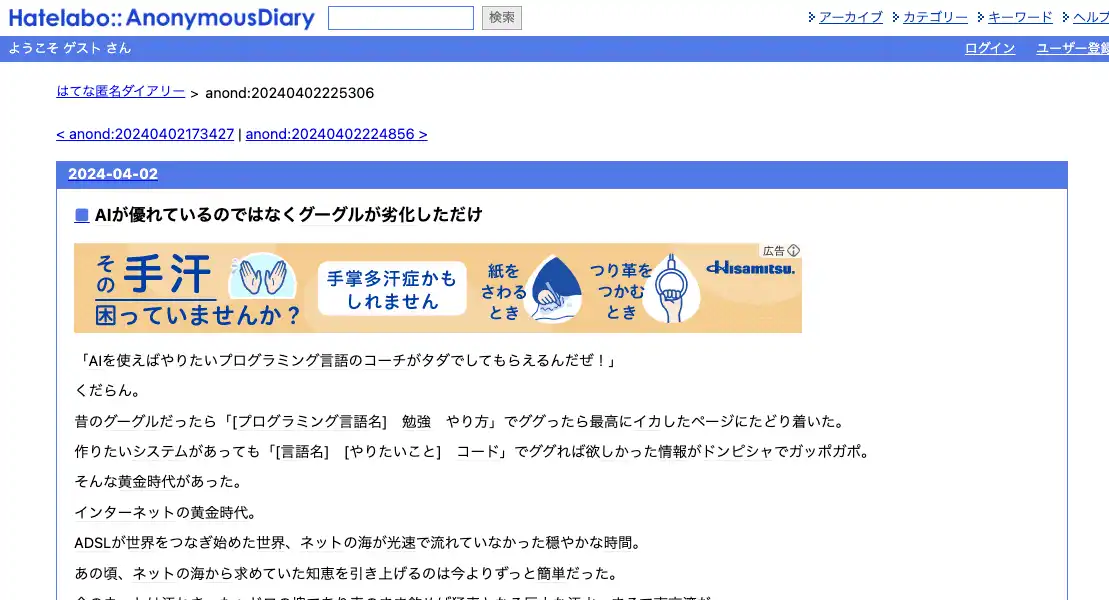 Hatelabo::AnonymousDiary 検索 アーカイブ カテゴリー キーワード ヘルプ
ようこそ ゲスト さん ログイン ユーザー登録
はてな匿名ダイアリー > anond:20240402225306
< anond:20240402173427 | anond:20240402224856 >
2024-04-02
AIが優れているのではなくグーグルが劣化しただけ
広告
その手汗
困っていませんか？
手掌多汗症かも
しれません
紙を
さわる
とき
つり革を
つかむ
とき
Hisamitsu.
「AIを使えばやりたいプログラミング言語のコーチがタダでしてもらえるんだぜ！」
くだらん。
昔のグーグルだったら「[プログラミング言語名]　勉強　やり方」でググったら最高にイカしたページにたどり着いた。
作りたいシステムがあっても「[言語名]　[やりたいこと]　コード」でググれば欲しかった情報がドンピシャでガッポガポ。
そんな黄金時代があった。
インターネットの黄金時代。
ADSLが世界をつなぎ始めた世界、ネットの海が光速で流れていなかった穏やかな時間。
あの頃、ネットの海から求めていた知恵を引き上げるのは今よりずっと簡単だった。